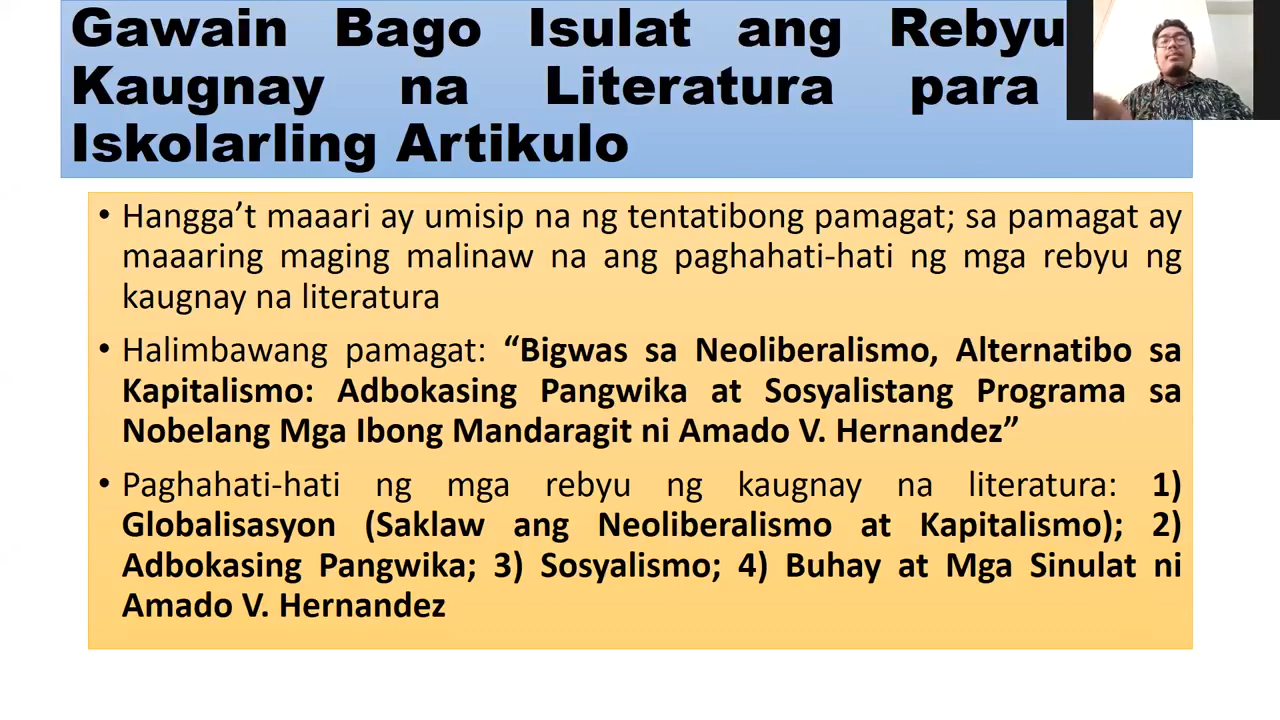 Gawain Bago Isulat ang Rebyu
Kaugnay na Literatura para
Iskolarling Artikulo
• Hangga’t maaari ay umisip na ng tentatibong pamagat; sa pamagat ay
maaaring maging malinaw na ang paghahati-hati ng mga rebyu ng
kaugnay na literatura
• Halimbawang pamagat: “Bigwas sa Neoliberalismo, Alternatibo sa
Kapitalismo: Adbokasing Pangwika at Sosyalistang Programa sa
Nobelang Mga Ibong Mandaragit ni Amado V. Hernandez”
• Paghahati-hati ng mga rebyu ng kaugnay na literatura: 1)
Globalisasyon (Saklaw ang Neoliberalismo at Kapitalismo); 2)
Adbokasing Pangwika; 3) Sosyalismo; 4) Buhay at Mga Sinulat ni
Amado V. Hernandez